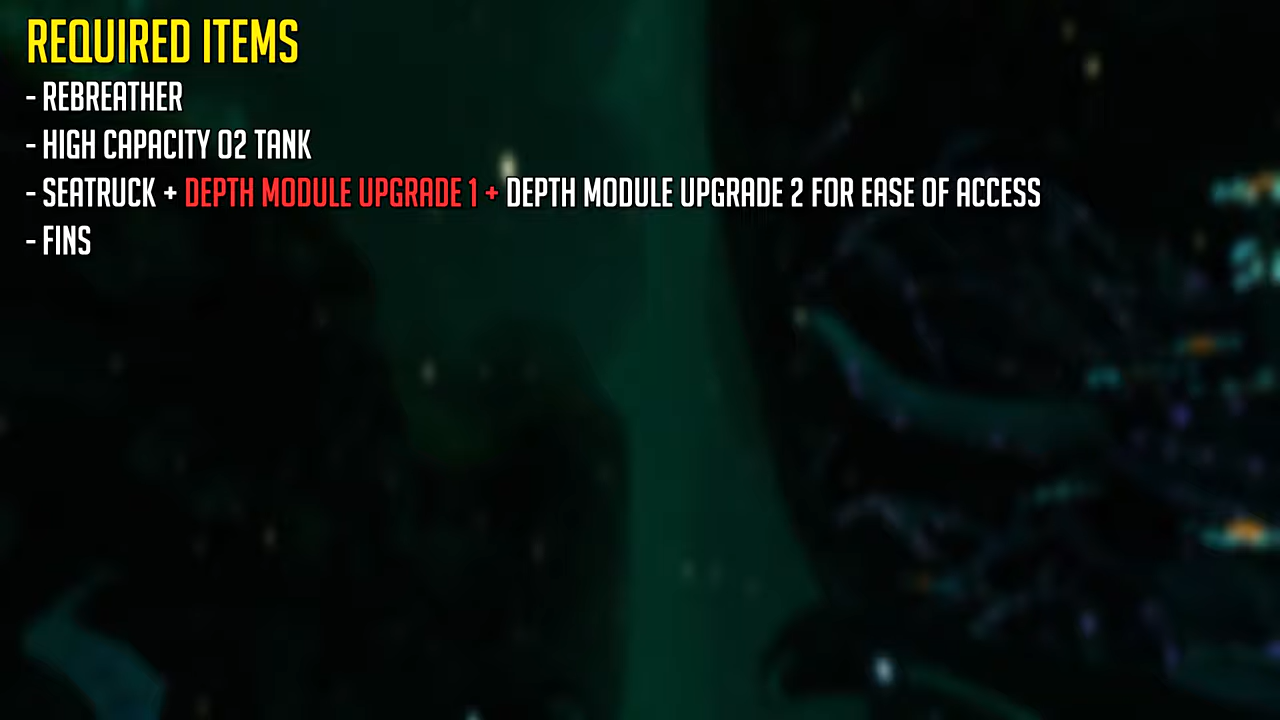 REQUIRED ITEMS
- REBREATHER
- HIGH CAPACITY O2 TANK
- SEATRUCK + DEPTH MODULE UPGRADE 1 + DEPTH MODULE UPGRADE 2 FOR EASE OF ACCESS
- FINS